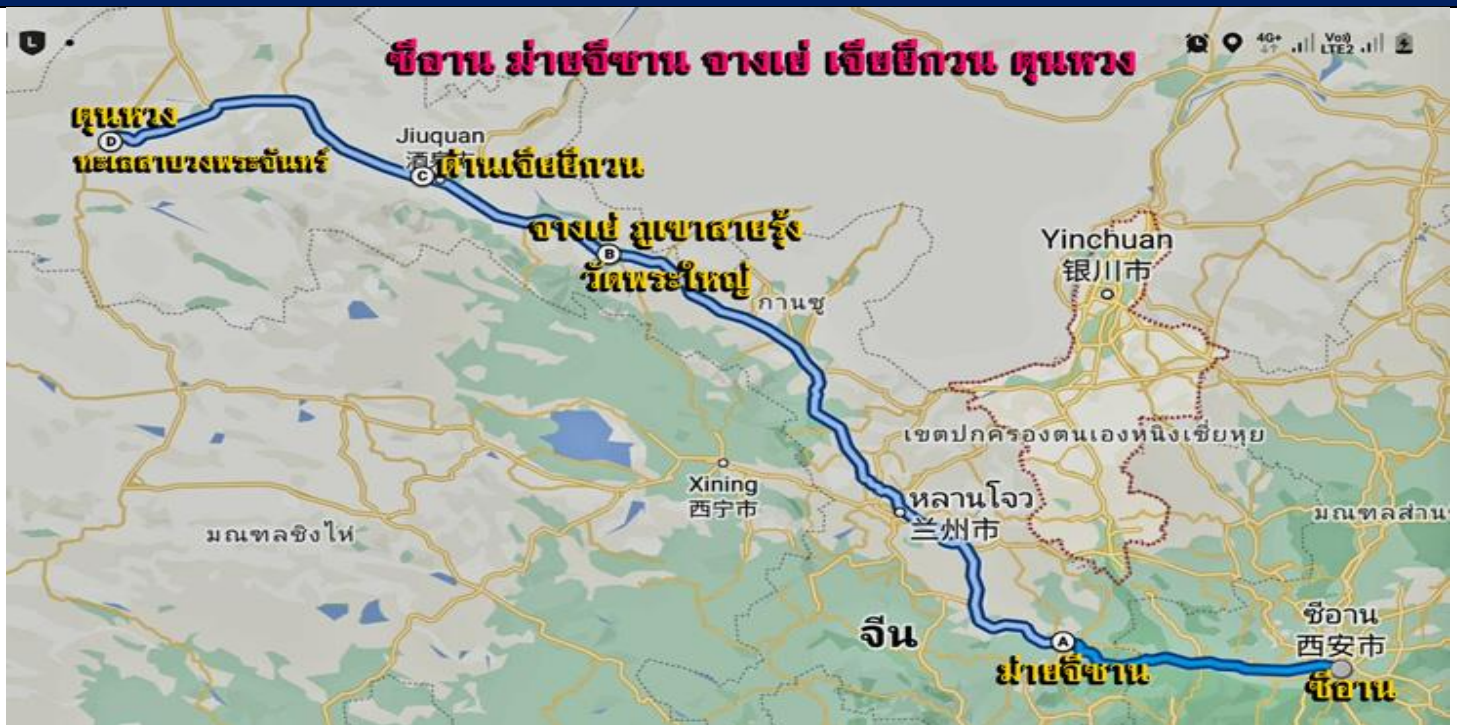 L
4G+
Vo))
LTE2
ซีอาน ม่ายจีซาน จางเย่ เจียยีกวน ตุนหวง
ตุนหวง
D
ทะเลสาบวงพระจันทร์
Jiuquan
C
ด่านเจียยีกวน
จางเย่ ภูเขาสายรุ้ง
B
วัดพระใหญ่
กานซู
Yinchuan
银川市
เขตปกครองตนเองหนิงเซี่ยหุย
Xining
西宁市
หลานโจว
兰州市
มณฑลชิงไห่
มณฑลส่าน
จีน
A
ม่ายจีซาน
ซีอาน
西安市
ซีอาน